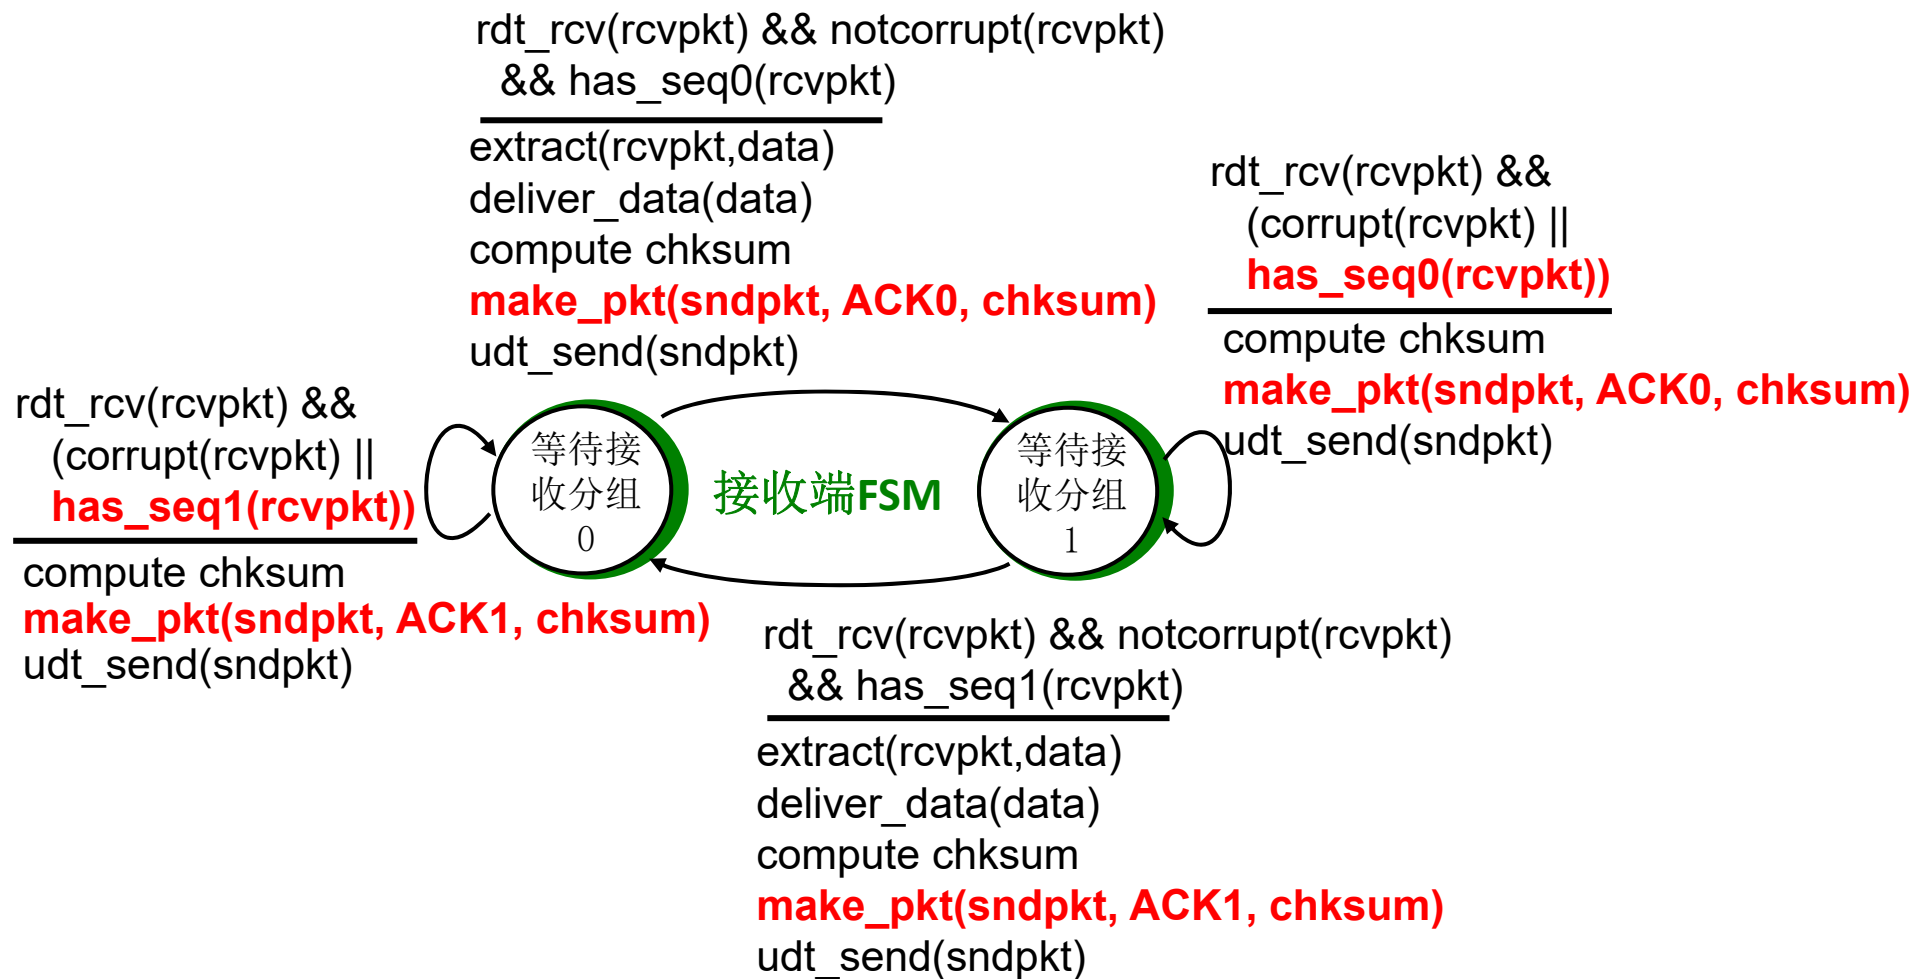 rdt_rcv(rcvpkt) && notcorrupt(rcvpkt)
&& has_seq0(rcvpkt)
extract(rcvpkt,data)
deliver_data(data)
compute chksum
make_pkt(sndpkt, ACK0, chksum)
udt_send(sndpkt)
rdt_rcv(rcvpkt) &&
(corrupt(rcvpkt) ||
has_seq0(rcvpkt))
compute chksum
make_pkt(sndpkt, ACK0, chksum)
udt_send(sndpkt)
rdt_rcv(rcvpkt) &&
(corrupt(rcvpkt) ||
has_seq1(rcvpkt))
compute chksum
make_pkt(sndpkt, ACK1, chksum)
udt_send(sndpkt)
等待接
收分组
0
接收端FSM
等待接
收分组
1
rdt_rcv(rcvpkt) && notcorrupt(rcvpkt)
&& has_seq1(rcvpkt)
extract(rcvpkt,data)
deliver_data(data)
compute chksum
make_pkt(sndpkt, ACK1, chksum)
udt_send(sndpkt)